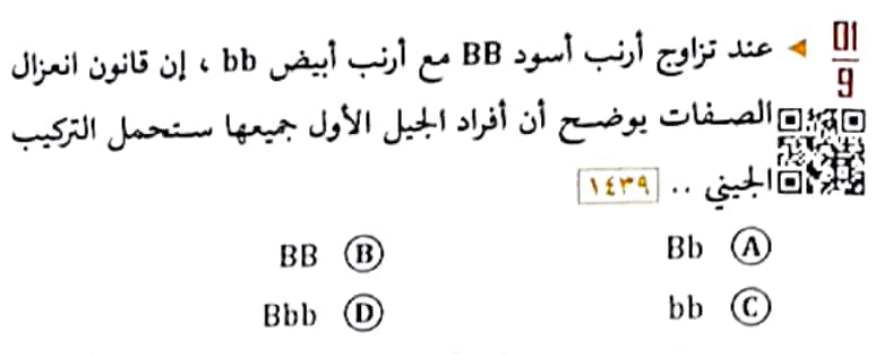 01
9
عند تزاوج أرنب أسود BB مع أرنب أبيض bb ، إن قانون انعزال
الصفات يوضح أن أفراد الجيل الأول جميعها ستحمل التركيب
الجيني .. ١٤٣٩
A Bb B BB
C bb D Bbb